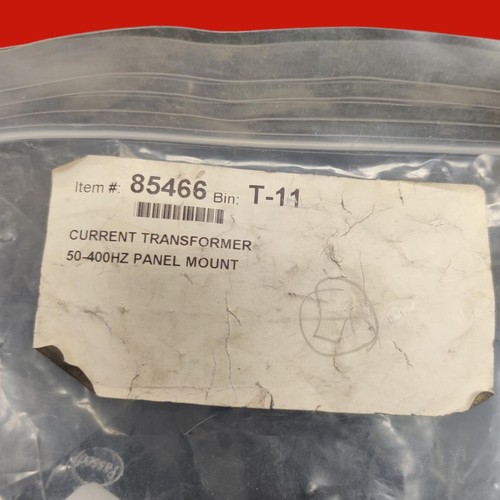 Item #: 85466 Bin: T-11
CURRENT TRANSFORMER
50-400HZ PANEL MOUNT